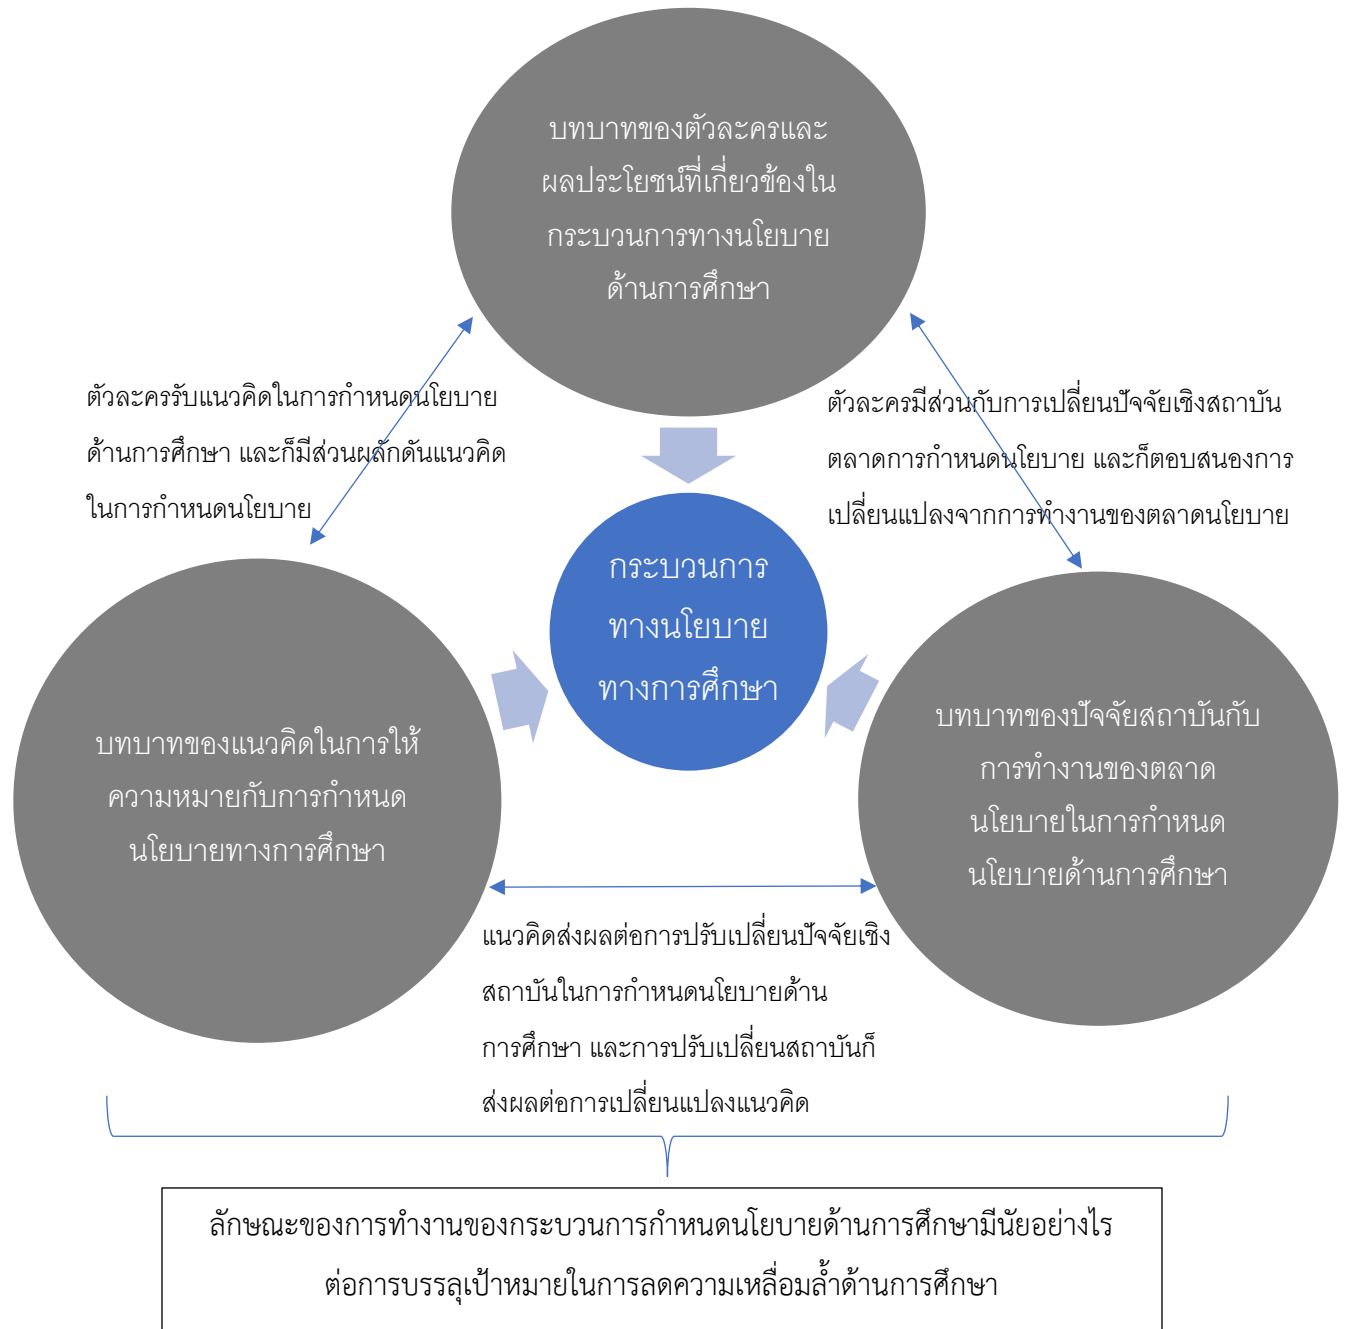 บทบาทของตัวละครและ
ผลประโยชน์ที่เกี่ยวข้องใน
กระบวนการทางนโยบาย
ด้านการศึกษา
ตัวละครรับแนวคิดในการกำหนดนโยบาย
ด้านการศึกษา และก็มีส่วนผลักดันแนวคิด
ในการกำหนดนโยบาย
ตัวละครมีส่วนกับการเปลี่ยนปัจจัยเชิงสถาบัน
ตลาดการกำหนดนโยบาย และก็ตอบสนองการ
เปลี่ยนแปลงจากการทำงานของตลาดนโยบาย
กระบวนการ
ทางนโยบาย
ทางการศึกษา
บทบาทของแนวคิดในการให้
ความหมายกับการกำหนด
นโยบายทางการศึกษา
บทบาทของปัจจัยสถาบันกับ
การทำงานของตลาด
นโยบายในการกำหนด
นโยบายด้านการศึกษา
แนวคิดส่งผลต่อการปรับเปลี่ยนปัจจัยเชิง
สถาบันในการกำหนดนโยบายด้าน
การศึกษา และการปรับเปลี่ยนสถาบันก็
ส่งผลต่อการเปลี่ยนแปลงแนวคิด
ลักษณะของการทำงานของกระบวนการกำหนดนโยบายด้านการศึกษามีนัยอย่างไร
ต่อการบรรลุเป้าหมายในการลดความเหลื่อมล้ำด้านการศึกษา